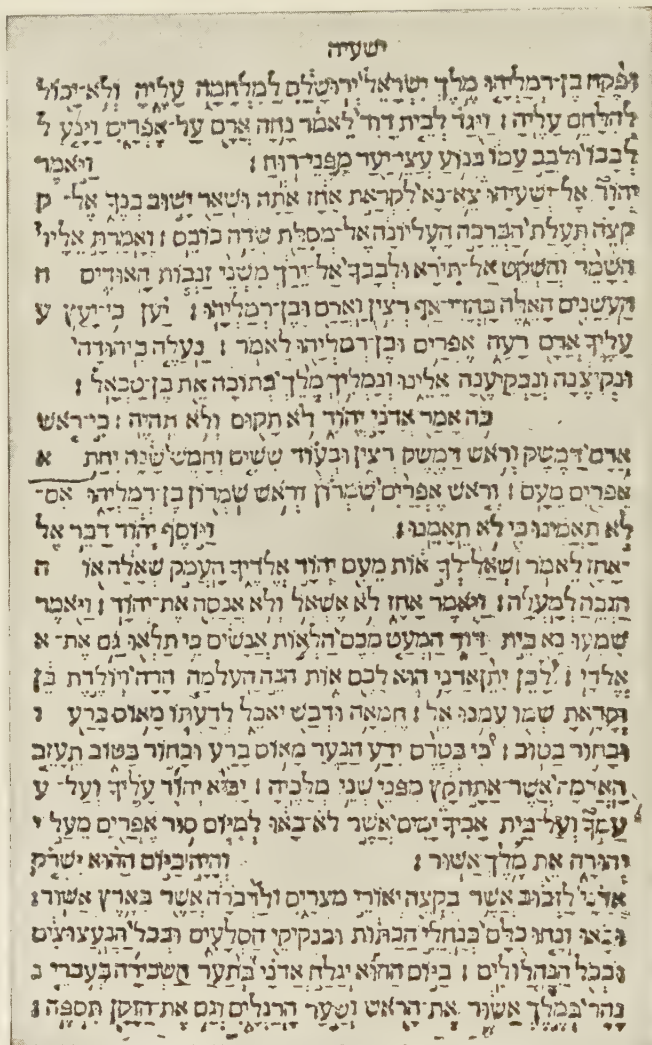 ישעיה
ופקח בן־רמליהו מלך ישראל ירושלם למלחמה עליה ולא־יכול
להלחם עליה: ויגד לבית דוד לאמר נחה ארם על־אפרים וינע ל
לבבו ולבב עמו כנוע עצי־יער מפני־רוח: ויאמר
יהוד אל־ישעיהו צא־נא לקראת אחז אתה ושאר ישוב בנך אל־ ק
קצה תעלת הברכה העליונה אל־מסלת שדה כובס: ואמרת אליו
השמר והשקט אל־תירא ולבבך אל־ירך משני זנבות האודים ה
העשנים האלה בחרי־אף רצין וארם ובן־רמליהו: יען כי־יעץ ע
עליך ארם רעה אפרים ובן־רמליהו לאמר: נעלה ביהודה
ונקיצנה ונבקיענה אלינו ונמליך מלך בתוכה את בן־טבאל:
כה אמר אדני יהוד לא תקום ולא תהיה: כי־ראש
ארם דמשק וראש דמשק רצין ובעוד ששים וחמש שנה יחת א
אפרים מעם: וראש אפרים שמרון וראש שמרון בן־רמליהו אם־
לא תאמינו כי לא תאמנו: ויוסף יהוד דבר אל
־אחז לאמר: שאל־לך אות מעם יהוד אלדיך העמק שאלה או ה
הגבה למעלה: ויאמר אחז לא־אשאל ולא אנסה את־יהוד: ויאמר
שמעו נא בית דוד המעט מכם הלאות אנשים כי תלאו גם את־ א
אלדי: לכן יתן אדני הוא לכם אות הנה העלמה הרה ויולדת בן
וקראת שמו עמנו אל: חמאה ודבש יאכל לדעתו מאוס ברע ו
ובחור בטוב: כי בטרם ידע הנער מאוס ברע ובחור בטוב תעזב
האדמה אשר אתה קץ מפני שני מלכיה: יביא יהוד עליך ועל־ ע
עמך ועל־בית אביך ימים אשר לא־באו למיום סור אפרים מעל י
יהודה את מלך אשור: והיה ביום ההוא ישרק
אדני לזבוב אשר בקצה יאורי מצרים ולדברה אשר בארץ אשור:
ובאו ונחו כלם בנחלי הבתות ובנקיקי הסלעים ובכל הנעצוצים
ובכל הנהלולים: ביום ההוא יגלח אדני בתער השכירה בעברי נ
נהר במלך אשור את־הראש ושער הרגלים וגם את־הזקן תספה: